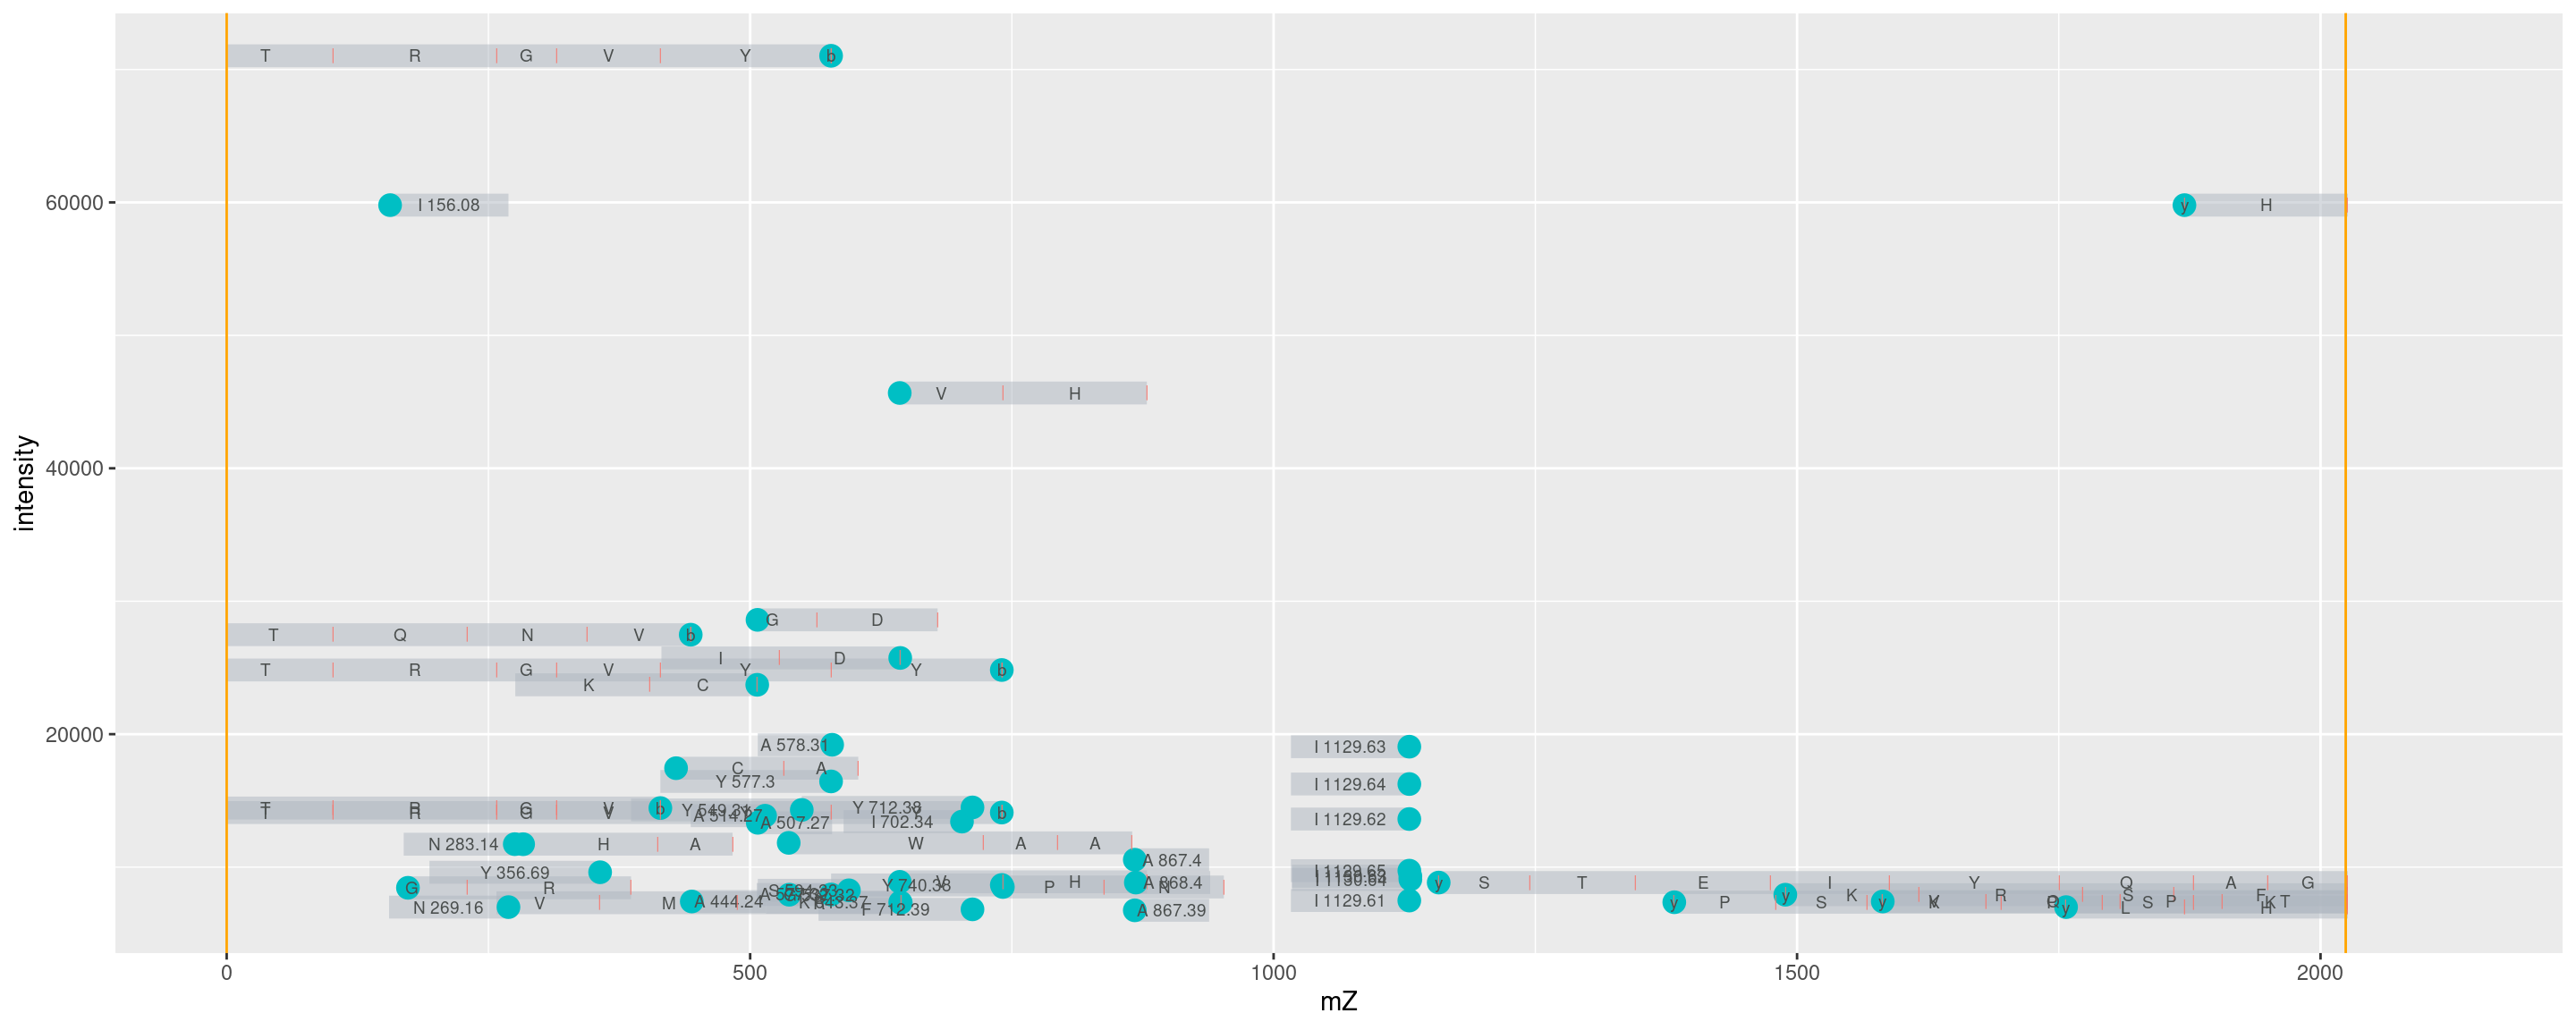 T R G V Y b
60000
I 156.08
y H
V H
intensity
40000
G D
T Q N V b
I D
T R G V Y Y b
K C
20000
A 578.31
I 1129.63
C A
Y 577.3
I 1129.64
T R G V b
Y 712.38
A 507.27
I 702.34
b
I 1129.62
N 283.14 H A
W A A
A 867.4
Y 356.69
I 1129.65
y S T E I Y Q A G
A 868.4
G R
V H
Y 740.38
P N
y K R S F
N 269.16 V M
A 444.24
F 712.39
A 867.39
I 1129.61
y P S
y
y L
S P
T
0 500 1000 1500 2000
mZ